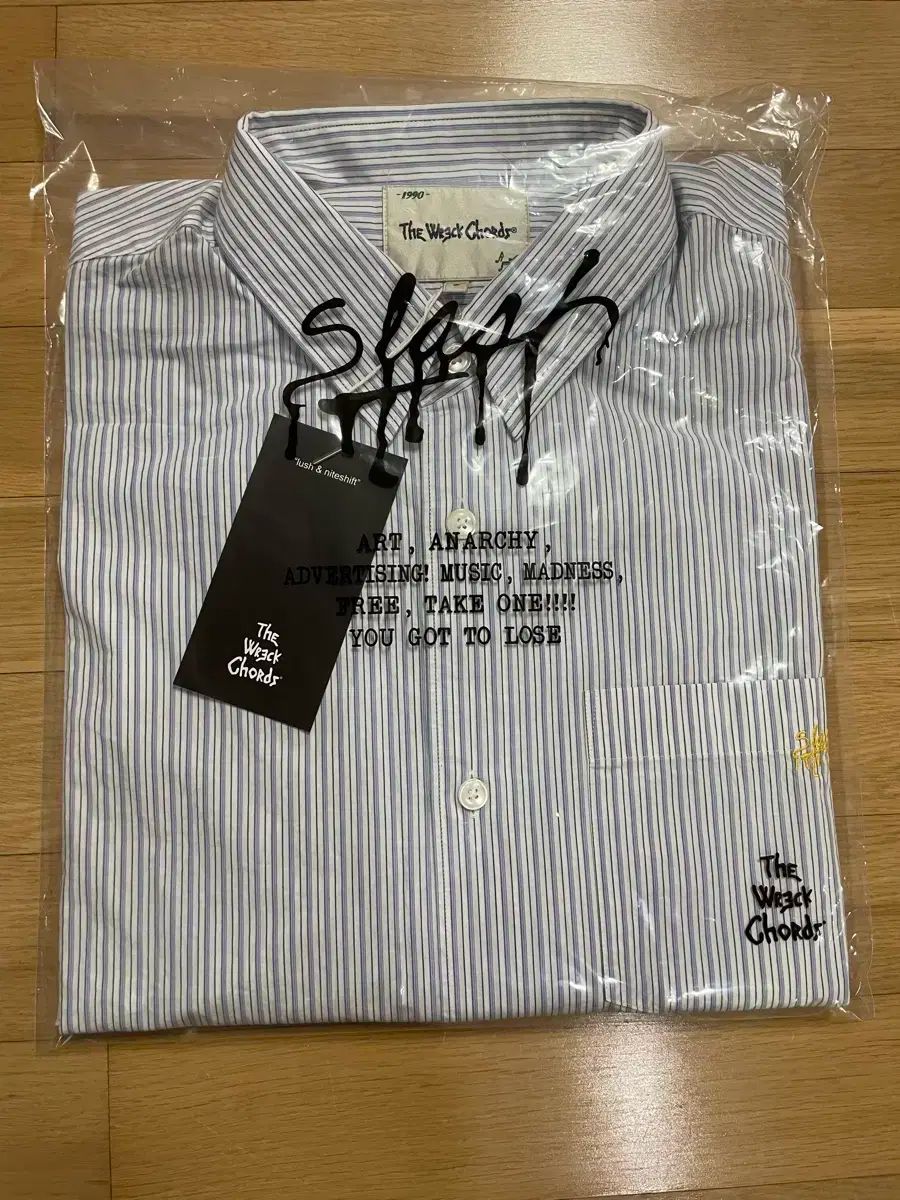 -1990-
The Wreck Chords®
slash
"lush & niteshift"
ART, ANARCHY,
ADVERTISING! MUSIC, MADNESS,
FREE, TAKE ONE!!!!
YOU GOT TO LOSE
The
Wreck
Chords®
slash
The
Wreck
Chords